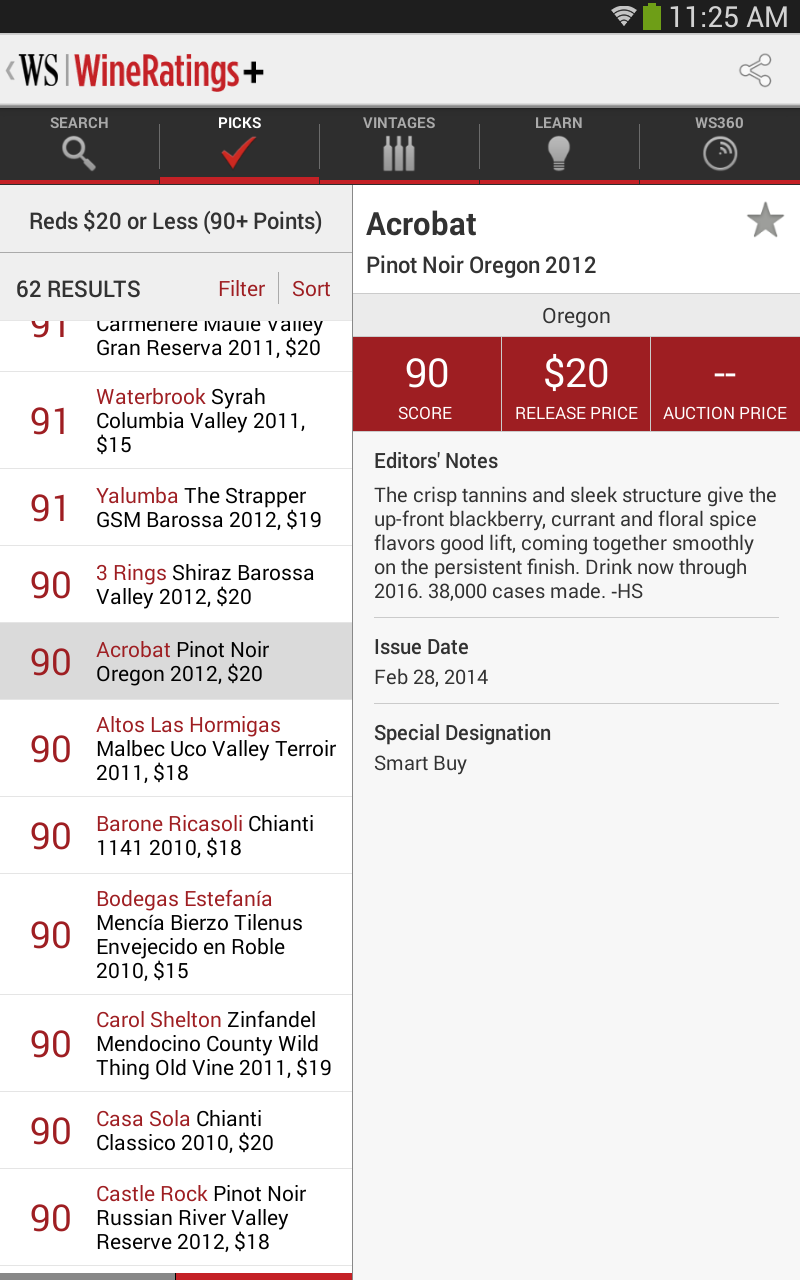 11:25 AM
WS WineRatings+
SEARCH
PICKS
VINTAGES
LEARN
WS360
Reds $20 or Less (90+ Points)
62 RESULTS
Filter
Sort
91
Carmenère Maule Valley
Gran Reserva 2011, $20
91
Waterbrook Syrah
Columbia Valley 2011,
$15
91
Yalumba The Strapper
GSM Barossa 2012, $19
90
3 Rings Shiraz Barossa
Valley 2012, $20
90
Acrobat Pinot Noir
Oregon 2012, $20
90
Altos Las Hormigas
Malbec Uco Valley Terroir
2011, $18
90
Barone Ricasoli Chianti
1141 2010, $18
90
Bodegas Estefanía
Mencía Bierzo Tilenus
Envejecido en Roble
2010, $15
90
Carol Shelton Zinfandel
Mendocino County Wild
Thing Old Vine 2011, $19
90
Casa Sola Chianti
Classico 2010, $20
90
Castle Rock Pinot Noir
Russian River Valley
Reserve 2012, $18
Acrobat
Pinot Noir Oregon 2012
Oregon
90
SCORE
$20
RELEASE PRICE
--
AUCTION PRICE
Editors' Notes
The crisp tannins and sleek structure give the
up-front blackberry, currant and floral spice
flavors good lift, coming together smoothly
on the persistent finish. Drink now through
2016. 38,000 cases made. -HS
Issue Date
Feb 28, 2014
Special Designation
Smart Buy